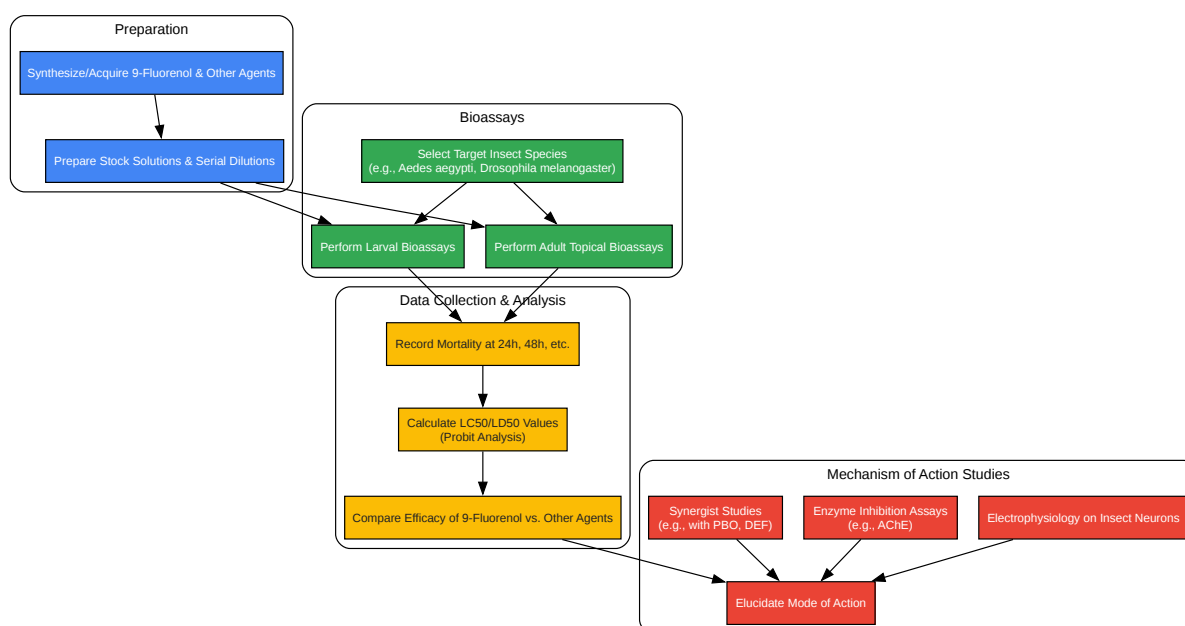 Preparation
Synthesize/Acquire 9-Fluorenol & Other Agents
Prepare Stock Solutions & Serial Dilutions
Bioassays
Select Target Insect Species
(e.g., Aedes aegypti, Drosophila melanogaster)
Perform Larval Bioassays
Perform Adult Topical Bioassays
Data Collection & Analysis
Record Mortality at 24h, 48h, etc.
Calculate LC50/LD50 Values
(Probit Analysis)
Compare Efficacy of 9-Fluorenol vs. Other Agents
Mechanism of Action Studies
Synergist Studies
(e.g., with PBO, DEF)
Enzyme Inhibition Assays
(e.g., AChE)
Electrophysiology on Insect Neurons
Elucidate Mode of Action